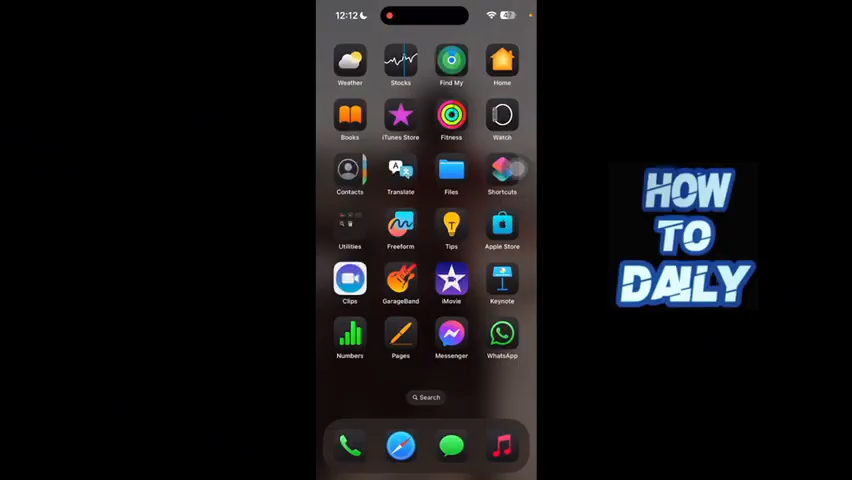 12:12
47
Weather Stocks Find My Home
Books iTunes Store Fitness Watch
Contacts Translate Files Shortcuts
Utilities Freeform Tips Apple Store
Clips GarageBand iMovie Keynote
Numbers Pages Messenger WhatsApp
Search
HOW
TO
DAILY